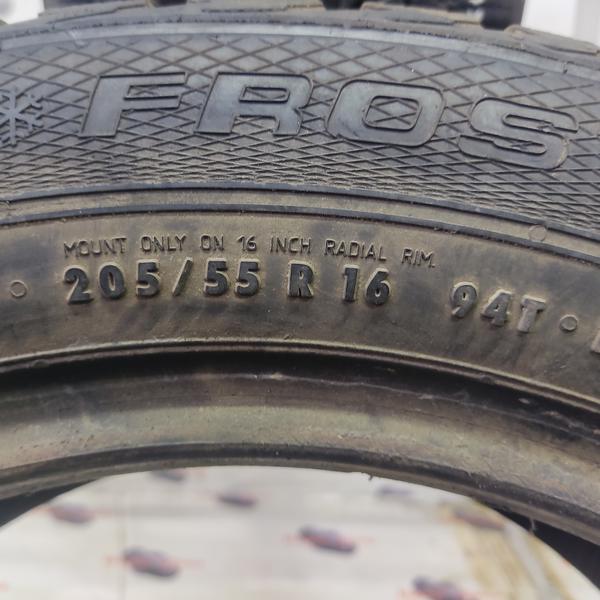 FROS
MOUNT ONLY ON 16 INCH RADIAL RIM.
205/55 R 16 94T